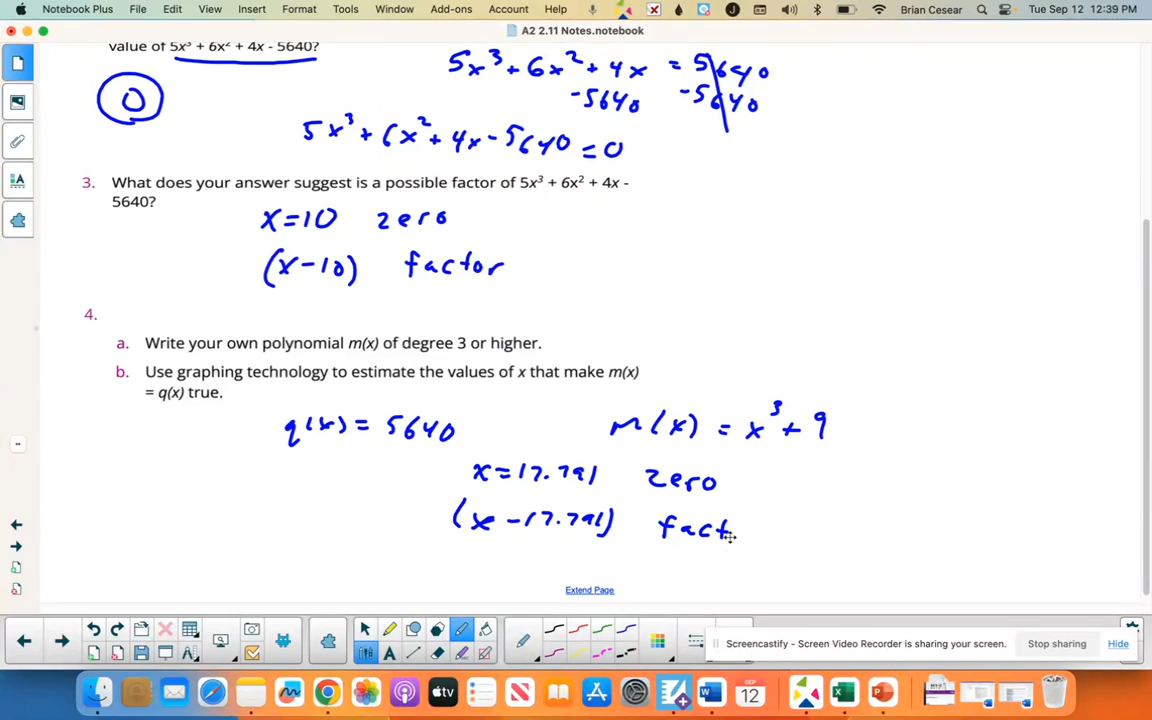 Notebook Plus File Edit View Insert Format Tools Window Add-ons Account Help Brian Cesear Tue Sep 12 12:39 PM
A2 2.11 Notes.notebook
value of 5x³ + 6x² + 4x - 5640?
5x³ + 6x² + 4x = 5640
-5640 -5640
0
5x³ + 6x² + 4x - 5640 = 0
3. What does your answer suggest is a possible factor of 5x³ + 6x² + 4x -
5640?
x=10 zero
(x-10) factor
4.
a. Write your own polynomial m(x) of degree 3 or higher.
b. Use graphing technology to estimate the values of x that make m(x)
= q(x) true.
q(x) = 5640 m(x) = x³ + 9
x=17.791 zero
(x-17.791) fact
Extend Page
Screencastify - Screen Video Recorder is sharing your screen. Stop sharing Hide
SEP
12